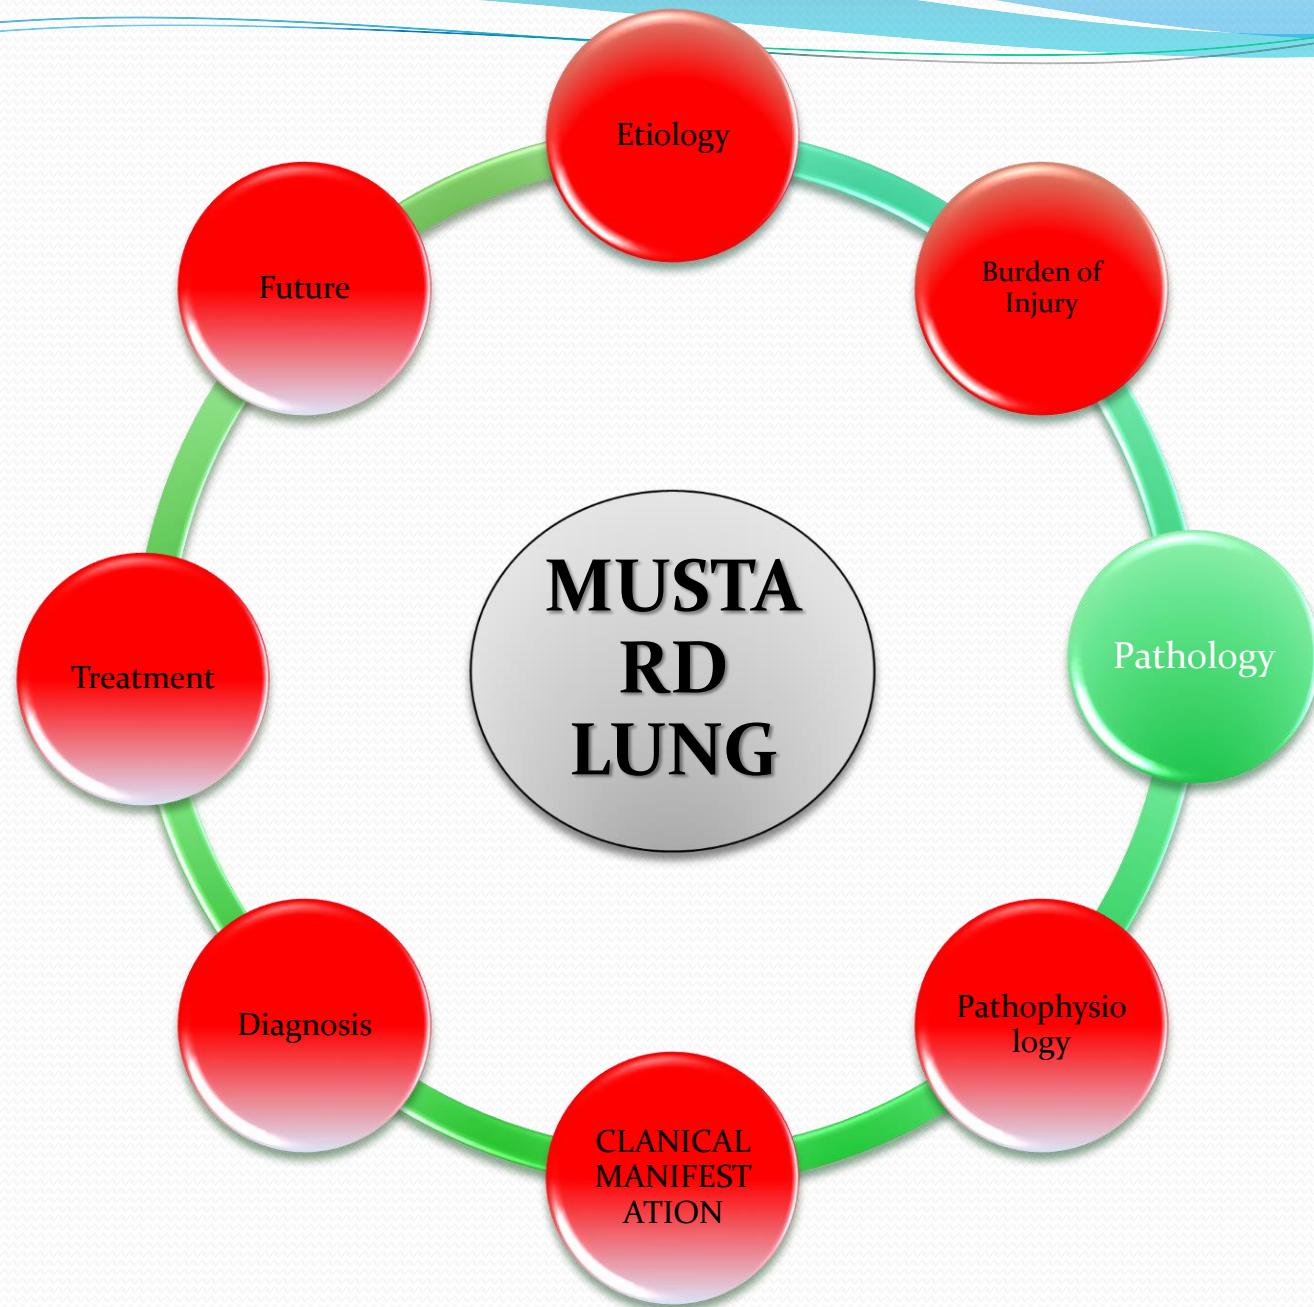 Etiology
Burden of
Injury
Pathology
Pathophysio
logy
CLANICAL
MANIFEST
ATION
Diagnosis
Treatment
Future
MUSTA
RD
LUNG